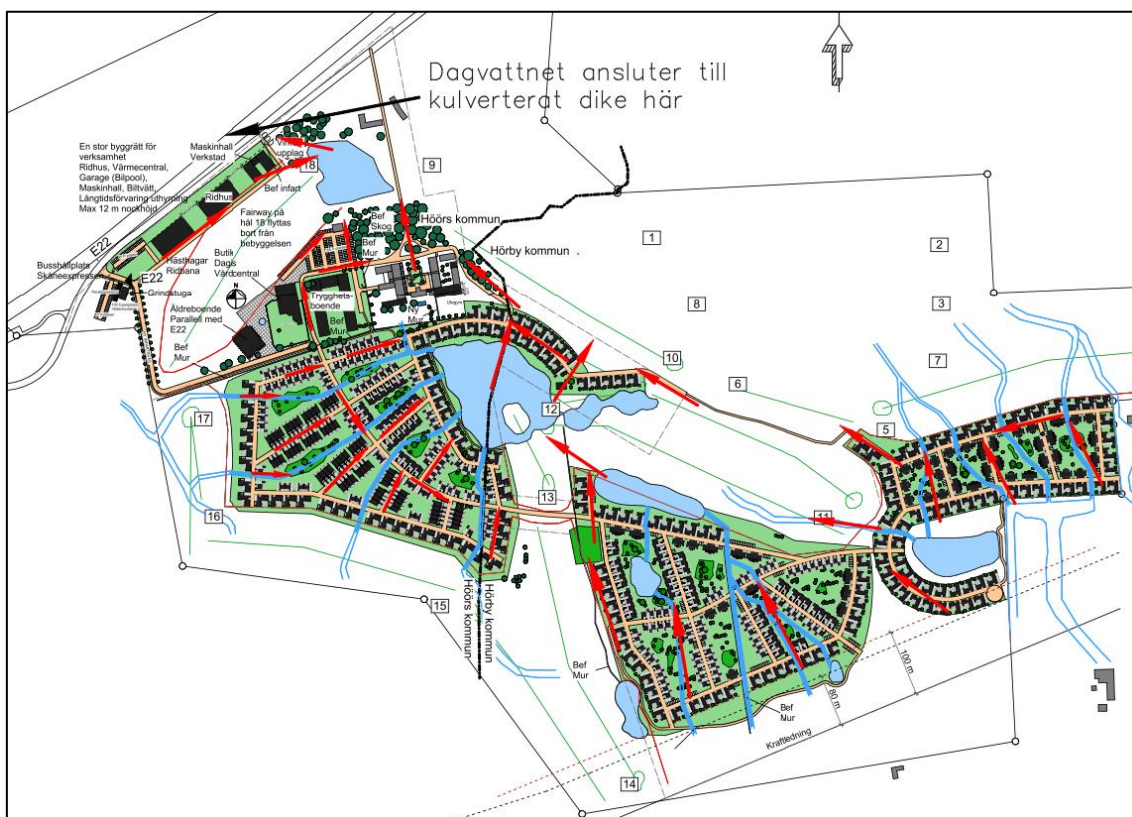 Dagvattnet ansluter till
kulverterat dike här
En stor byggrätt för
verksamhet
Ridhus, Värmecentral,
Garage (Bilpool),
Maskinhall, Biltvätt,
Långtidsförvaring uthyrning
Max 12 m nockhöjd
Maskinhall
Verkstad
upplag
18
Bef infart
Ridhus
Fairway på
hål 18 flyttas
bort från
bebyggelsen
9
Bef
Skog
Höörs kommun
Hörby kommun
Bef
Mur
E22
Busshållplats
Skåneexpressen
E22
Grindstuga
Hästhagar
Ridbana
Butik
Dagis
Vårdcentral
N
Trygghets-
boende
Äldreboende
Parallell med
E22
Bef
Mur
Bef
Mur
Ny
Mur
1
2
8
3
7
10
6
5
12
17
13
11
16
15
Höörs kommun
Hörby kommun
Bef
Mur
Bef
Mur
80 m
100 m
Kraftledning
14